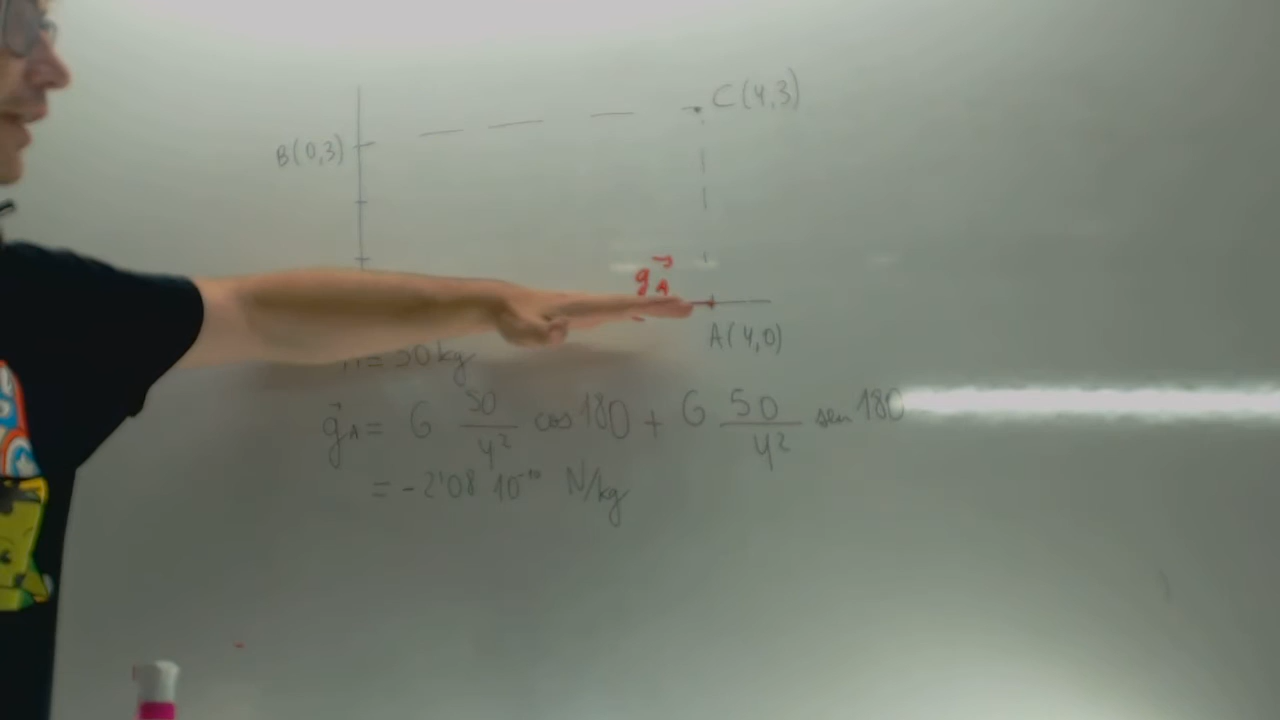 C(4,3)
B(0,3)
g⃗A
A(4,0)
= 50kg
g⃗A = G 50/4² cos 180 + G 50/4² sen 180
= -2'08 10⁻¹⁰ N/kg